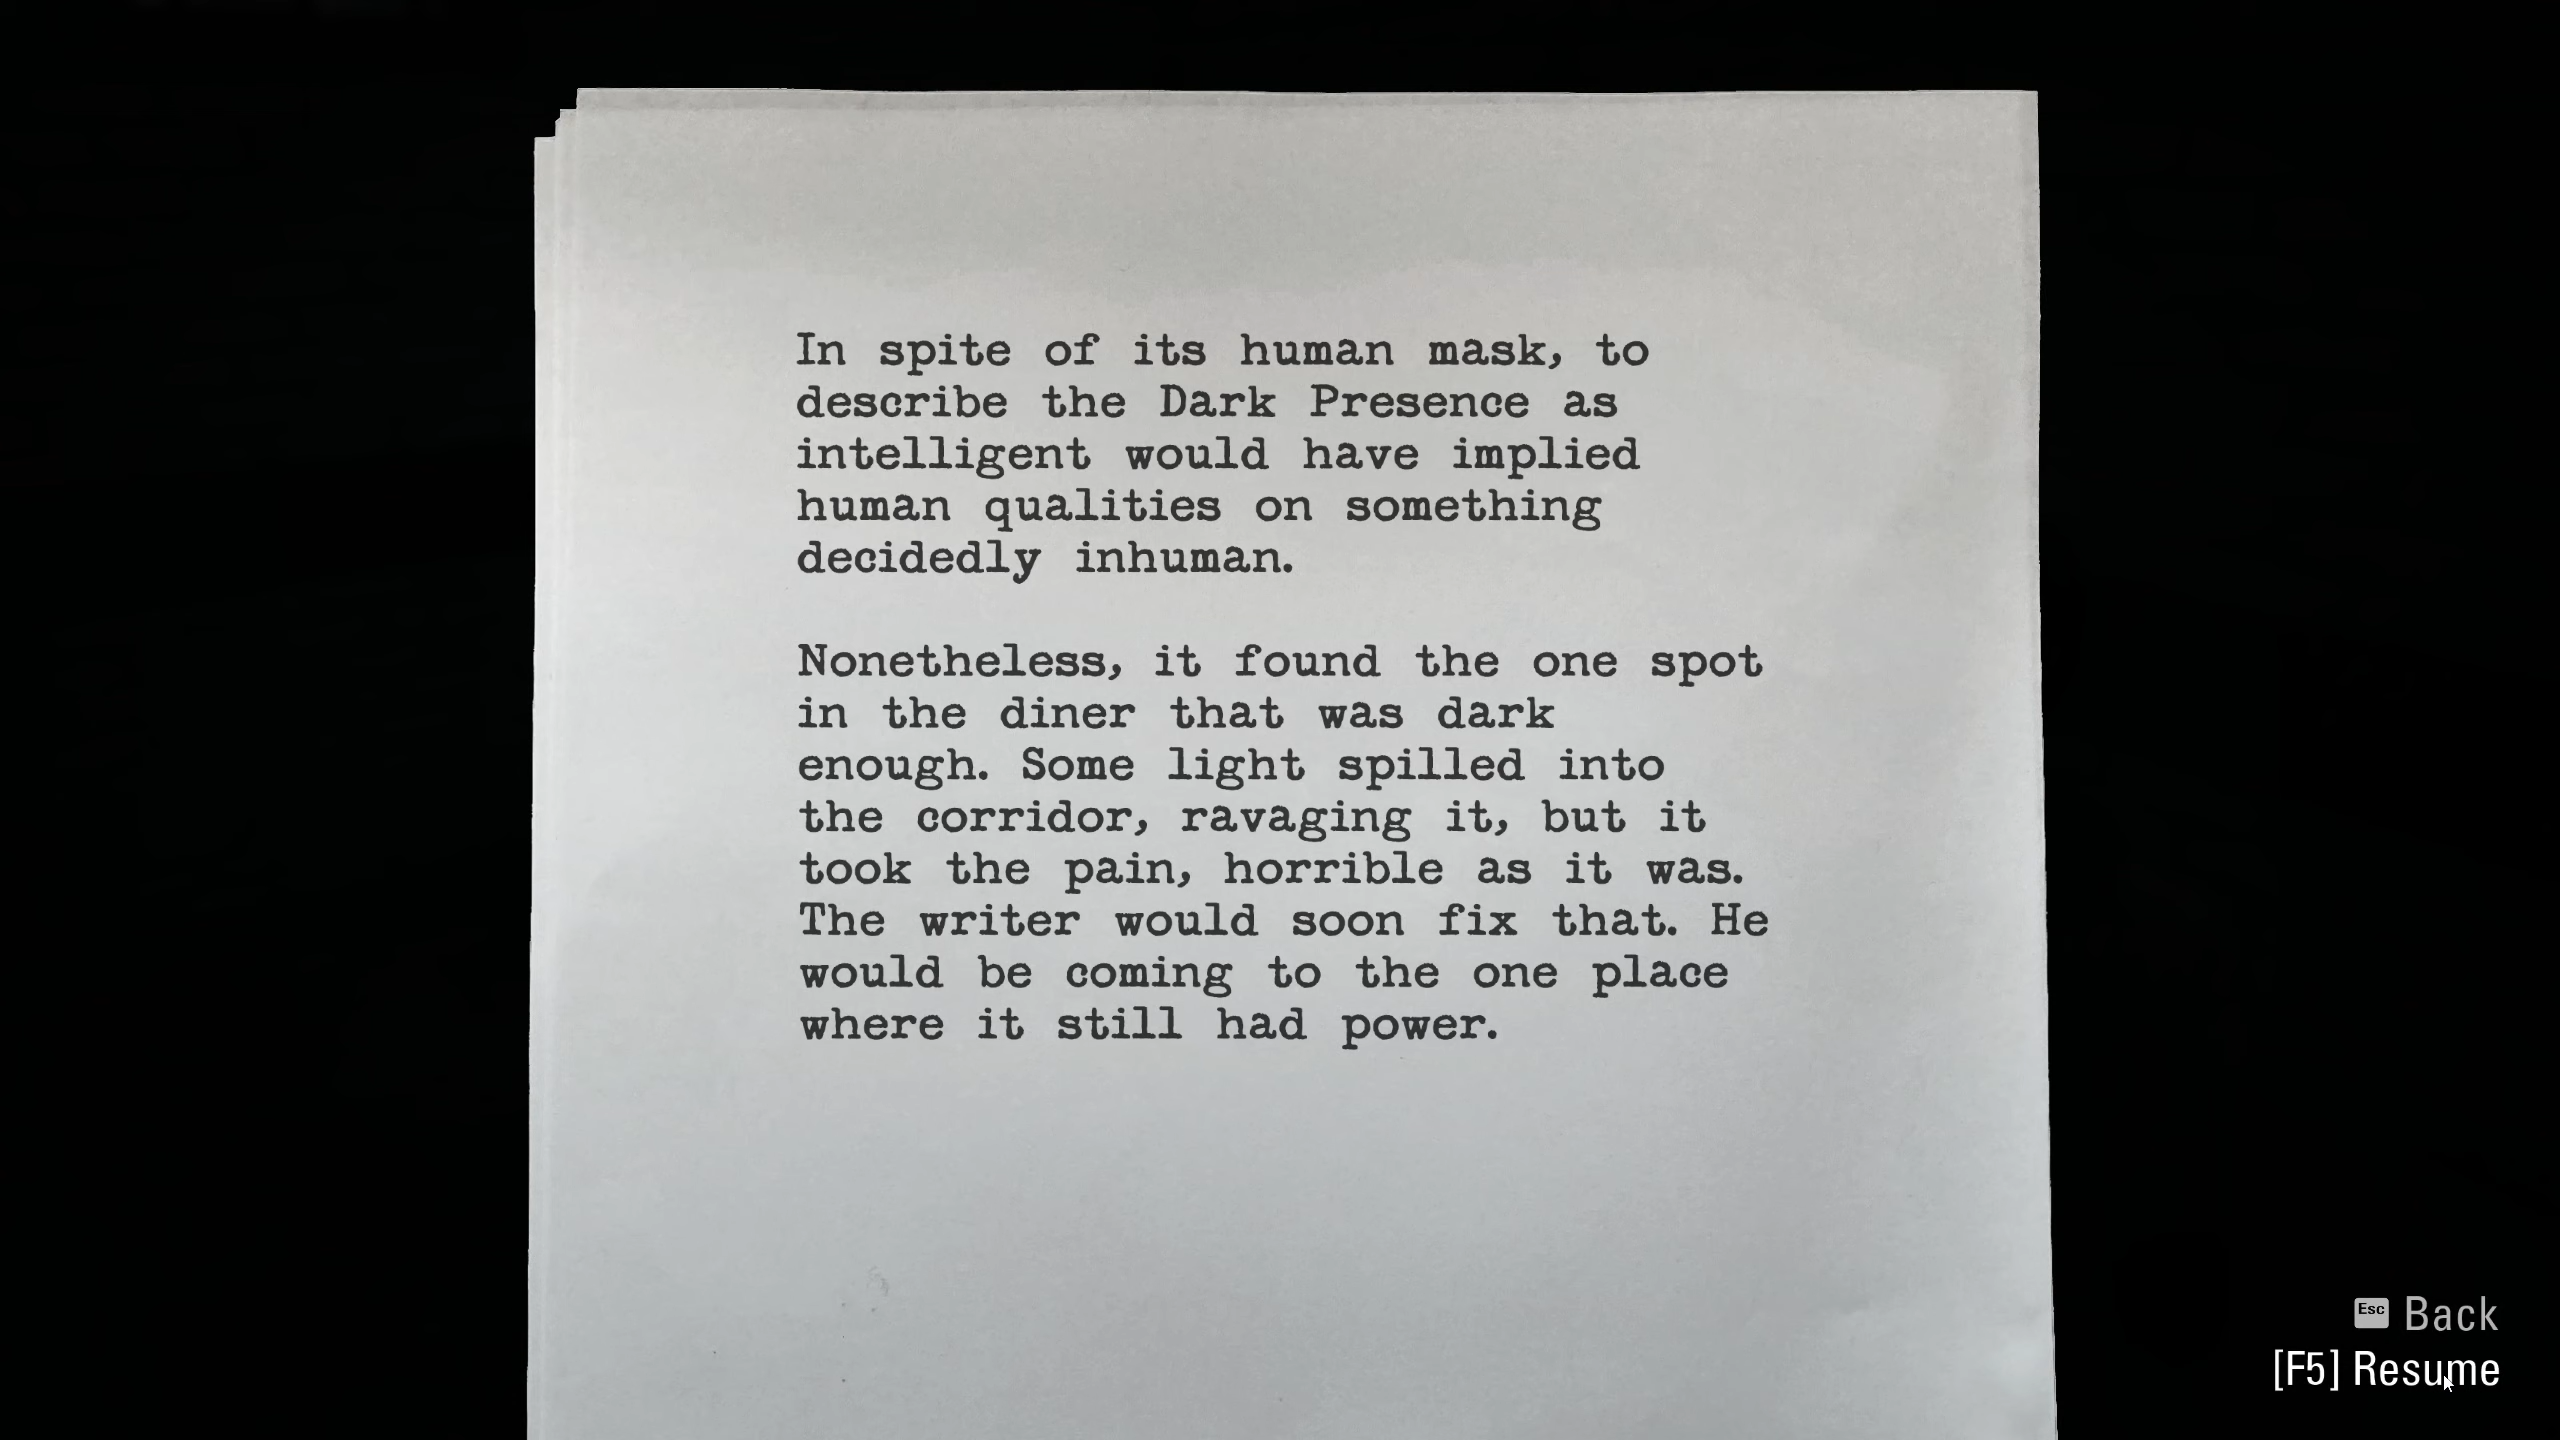 In spite of its human mask, to
describe the Dark Presence as
intelligent would have implied
human qualities on something
decidedly inhuman.
Nonetheless, it found the one spot
in the diner that was dark
enough. Some light spilled into
the corridor, ravaging it, but it
took the pain, horrible as it was.
The writer would soon fix that. He
would be coming to the one place
where it still had power.
Esc Back
[F5] Resume